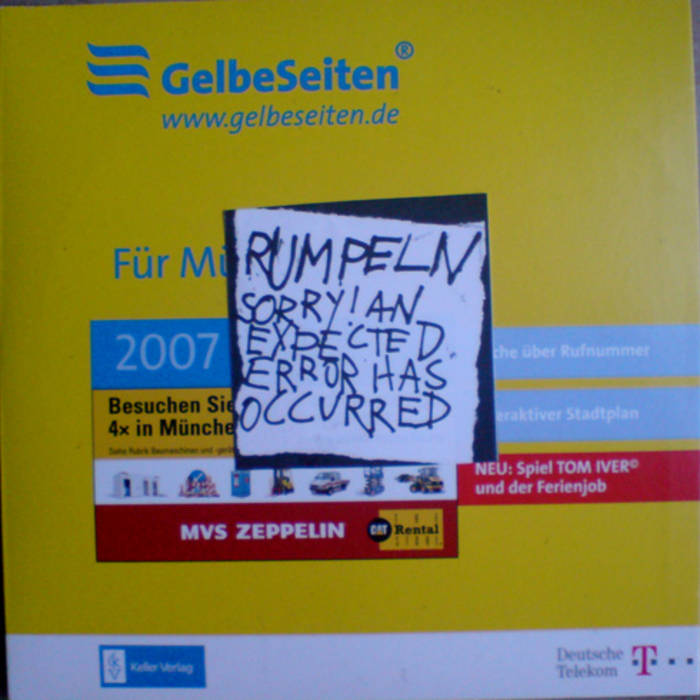 GelbeSeiten®
www.gelbeseiten.de
Für Mü
RUMPELN
SORRY! AN
EXPECTED
ERROR HAS
OCCURRED
2007
che über Rufnummer
Besuchen Sie
4x in Münche
eraktiver Stadtplan
NEU: Spiel TOM IVER©
und der Ferienjob
MVS ZEPPELIN
CAT THE Rental STORE
Keller Verlag
Deutsche
Telekom T